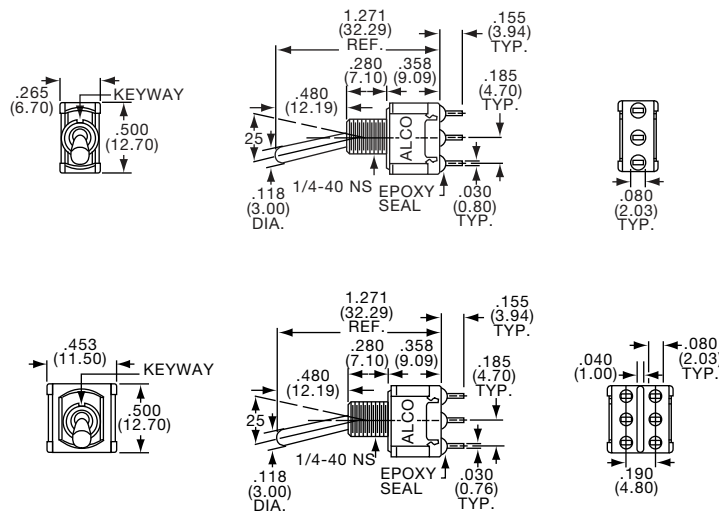 .265
(6.70)
KEYWAY
.500
(12.70)
1.271
(32.29)
REF.
.155
(3.94)
TYP.
.280
(7.10)
.358
(9.09)
.185
(4.70)
TYP.
.480
(12.19)
25
ALCO
.118
(3.00)
DIA.
1/4-40 NS
EPOXY
SEAL
.030
(0.80)
TYP.
.080
(2.03)
TYP.
.453
(11.50)
KEYWAY
.500
(12.70)
1.271
(32.29)
REF.
.155
(3.94)
TYP.
.280
(7.10)
.358
(9.09)
.185
(4.70)
TYP.
.480
(12.19)
25
ALCO
.118
(3.00)
DIA.
1/4-40 NS
EPOXY
SEAL
.030
(0.76)
TYP.
.040
(1.00)
.080
(2.03)
TYP.
.190
(4.80)